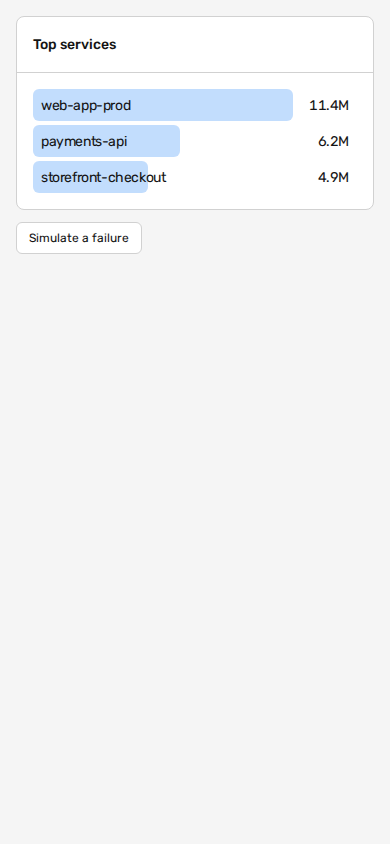 Top services
web-app-prod 11.4M
payments-api 6.2M
storefront-checkout 4.9M
Simulate a failure